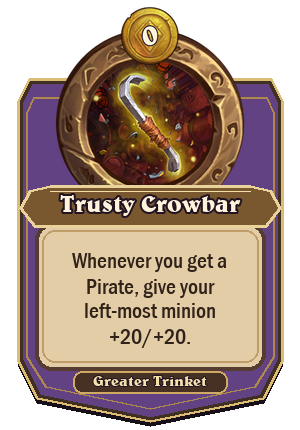 0
Trusty Crowbar
Whenever you get a
Pirate, give your
left-most minion
+20/+20.
Greater Trinket